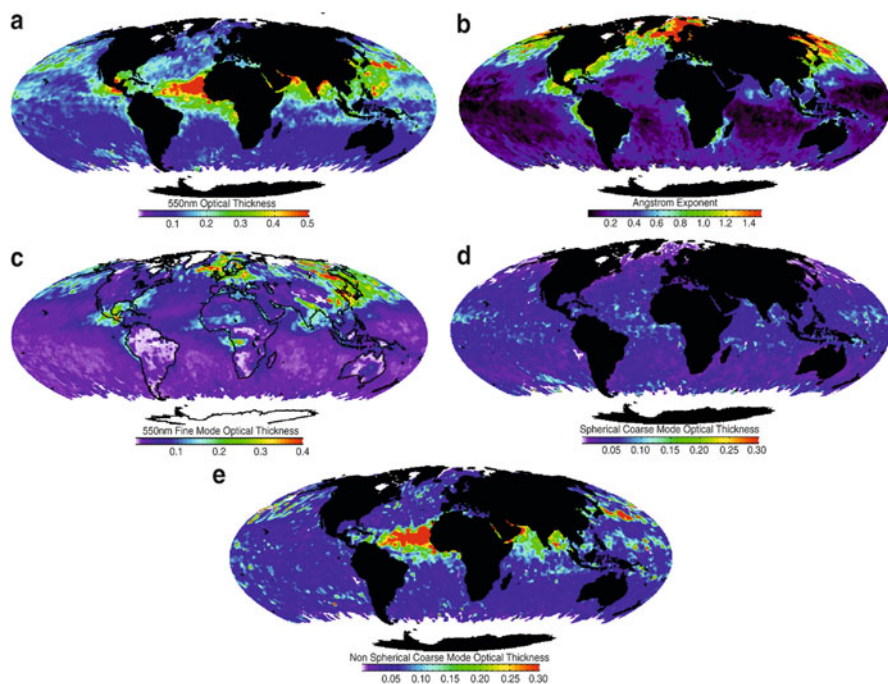 a
550nm Optical Thickness
0.1 0.2 0.3 0.4 0.5
b
Angstrom Exponent
0.2 0.4 0.6 0.8 1.0 1.2 1.4
c
550nm Fine Mode Optical Thickness
0.1 0.2 0.3 0.4
d
Spherical Coarse Mode Optical Thickness
0.05 0.10 0.15 0.20 0.25 0.30
e
Non Spherical Coarse Mode Optical Thickness
0.05 0.10 0.15 0.20 0.25 0.30